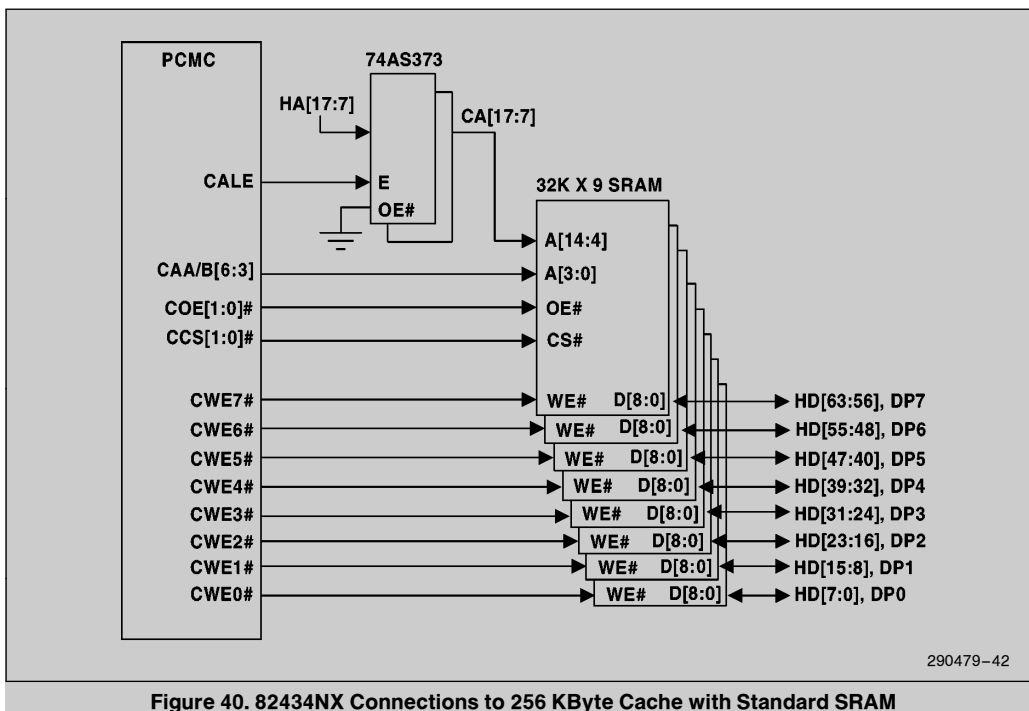 PCMC
74AS373
HA[17:7]
CA[17:7]
CALE
E
OE#
32K X 9 SRAM
A[14:4]
CAA/B[6:3]
A[3:0]
COE[1:0]#
OE#
CCS[1:0]#
CS#
CWE7# WE# D[8:0] HD[63:56], DP7
CWE6# WE# D[8:0] HD[55:48], DP6
CWE5# WE# D[8:0] HD[47:40], DP5
CWE4# WE# D[8:0] HD[39:32], DP4
CWE3# WE# D[8:0] HD[31:24], DP3
CWE2# WE# D[8:0] HD[23:16], DP2
CWE1# WE# D[8:0] HD[15:8], DP1
CWE0# WE# D[8:0] HD[7:0], DP0
290479–42
Figure 40. 82434NX Connections to 256 KByte Cache with Standard SRAM